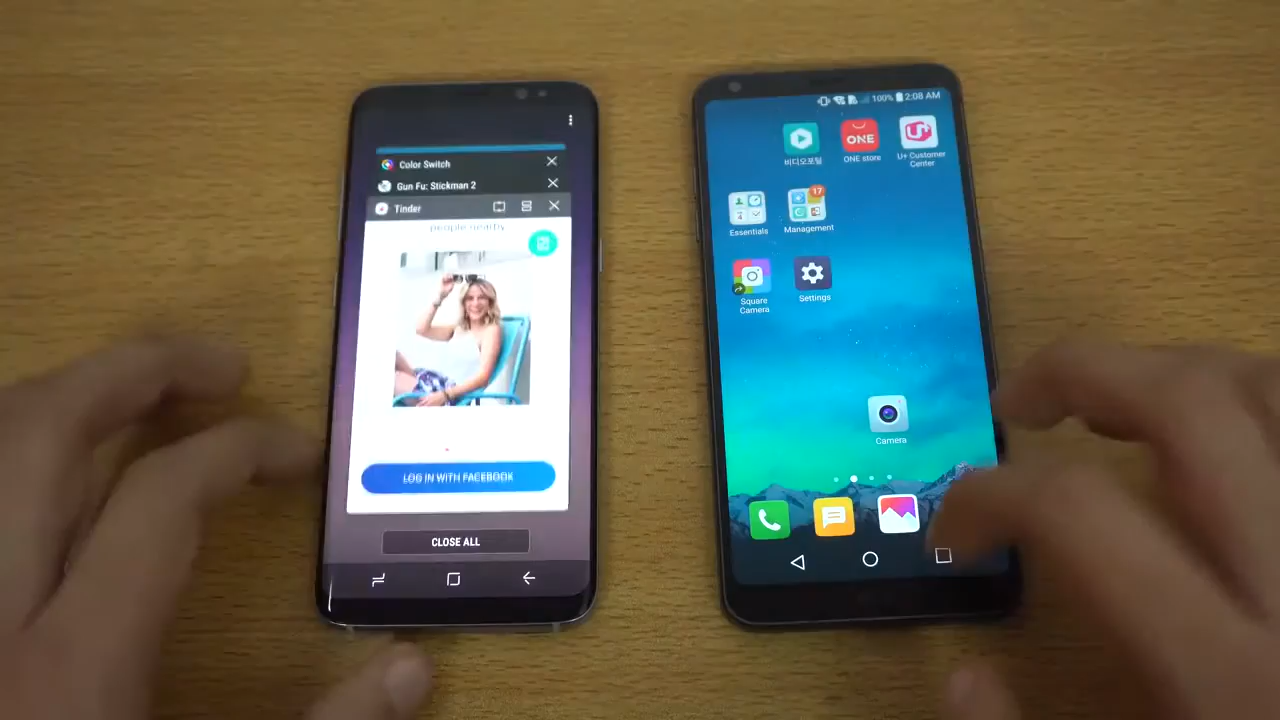 Color Switch
Gun Fu: Stickman 2
Tinder
people nearby
LOG IN WITH FACEBOOK
CLOSE ALL
100% 2:08 AM
비디오포털
ONE
ONE store
U+
U+ Customer
Center
4
Essentials
17
Management
Square
Camera
Settings
Camera